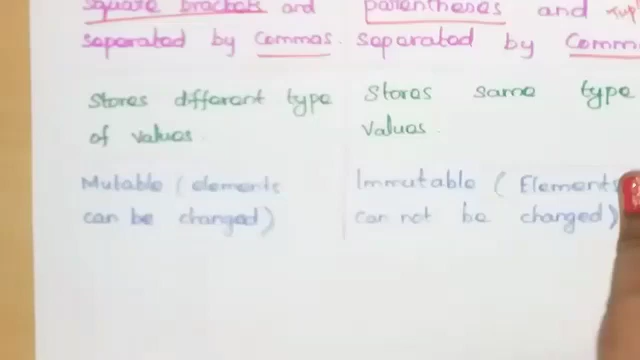 square brackets and
separated by Commas.
Stores different type
of values.
Mutable (elements
can be changed)
parentheses and
separated by
Stores same type
values.
Immutable (Elements
can not be changed)